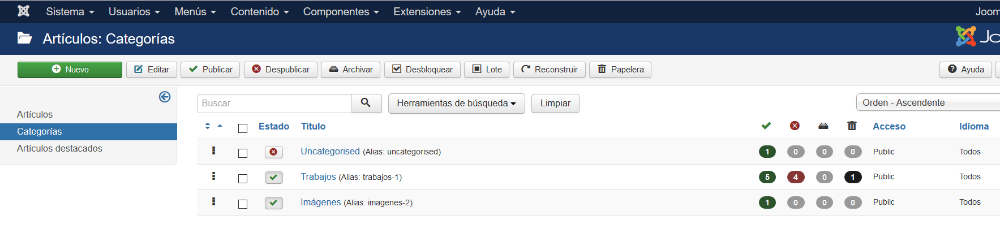 Sistema Usuarios Menús Contenido Componentes Extensiones Ayuda Joom
Artículos: Categorías Jo
Nuevo Editar Publicar Despublicar Archivar Desbloquear Lote Reconstruir Papelera Ayuda
Buscar Herramientas de búsqueda Limpiar Orden - Ascendente
Artículos
Categorías
Artículos destacados
Estado Título Acceso Idioma
Uncategorised (Alias: uncategorised) 1 0 0 0 Public Todos
Trabajos (Alias: trabajos-1) 5 4 0 1 Public Todos
Imágenes (Alias: imagenes-2) 1 0 0 0 Public Todos